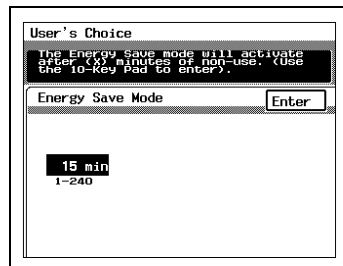 User's Choice
The Energy Save mode will activate
after (X) minutes of non-use. (Use
the 10-Key Pad to enter).
Energy Save Mode
Enter
15 min
1-240